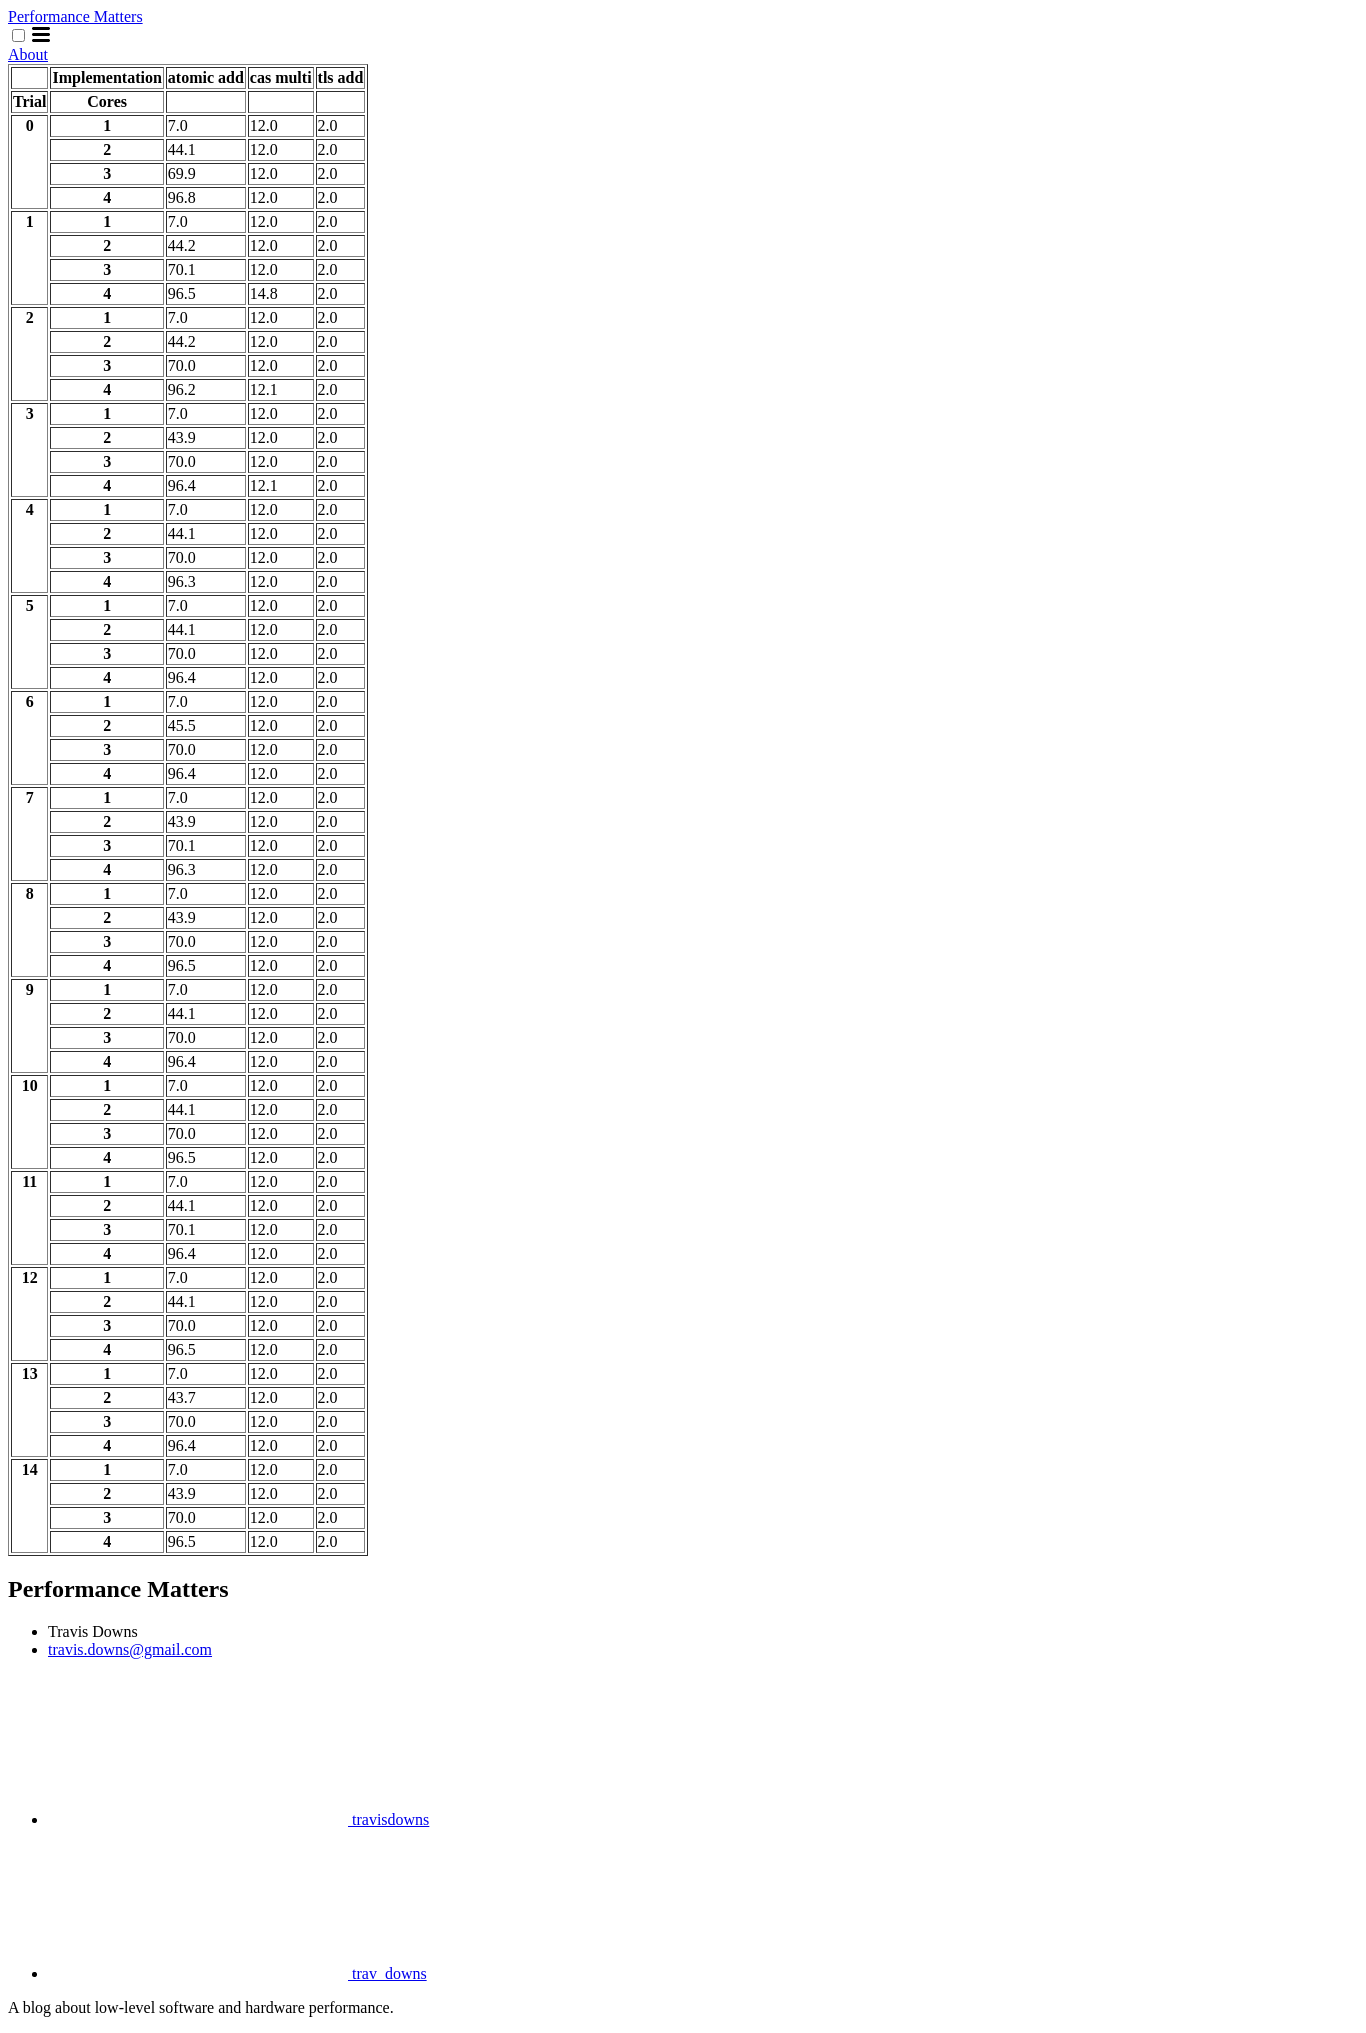 Performance Matters
About
Implementation atomic add cas multi tls add
Trial Cores
0 1 7.0 12.0 2.0
2 44.1 12.0 2.0
3 69.9 12.0 2.0
4 96.8 12.0 2.0
1 1 7.0 12.0 2.0
2 44.2 12.0 2.0
3 70.1 12.0 2.0
4 96.5 14.8 2.0
2 1 7.0 12.0 2.0
2 44.2 12.0 2.0
3 70.0 12.0 2.0
4 96.2 12.1 2.0
3 1 7.0 12.0 2.0
2 43.9 12.0 2.0
3 70.0 12.0 2.0
4 96.4 12.1 2.0
4 1 7.0 12.0 2.0
2 44.1 12.0 2.0
3 70.0 12.0 2.0
4 96.3 12.0 2.0
5 1 7.0 12.0 2.0
2 44.1 12.0 2.0
3 70.0 12.0 2.0
4 96.4 12.0 2.0
6 1 7.0 12.0 2.0
2 45.5 12.0 2.0
3 70.0 12.0 2.0
4 96.4 12.0 2.0
7 1 7.0 12.0 2.0
2 43.9 12.0 2.0
3 70.1 12.0 2.0
4 96.3 12.0 2.0
8 1 7.0 12.0 2.0
2 43.9 12.0 2.0
3 70.0 12.0 2.0
4 96.5 12.0 2.0
9 1 7.0 12.0 2.0
2 44.1 12.0 2.0
3 70.0 12.0 2.0
4 96.4 12.0 2.0
10 1 7.0 12.0 2.0
2 44.1 12.0 2.0
3 70.0 12.0 2.0
4 96.5 12.0 2.0
11 1 7.0 12.0 2.0
2 44.1 12.0 2.0
3 70.1 12.0 2.0
4 96.4 12.0 2.0
12 1 7.0 12.0 2.0
2 44.1 12.0 2.0
3 70.0 12.0 2.0
4 96.5 12.0 2.0
13 1 7.0 12.0 2.0
2 43.7 12.0 2.0
3 70.0 12.0 2.0
4 96.4 12.0 2.0
14 1 7.0 12.0 2.0
2 43.9 12.0 2.0
3 70.0 12.0 2.0
4 96.5 12.0 2.0
Performance Matters
Travis Downs
travis.downs@gmail.com
travisdowns
trav_downs
A blog about low-level software and hardware performance.